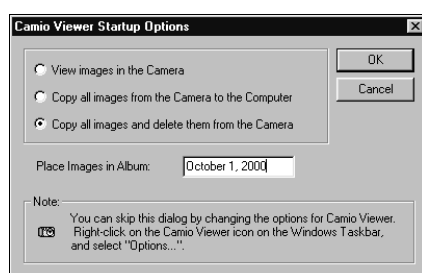 Camio Viewer Startup Options
View images in the Camera
OK
Copy all images from the Camera to the Computer
Cancel
Copy all images and delete them from the Camera
Place Images in Album: October 1, 2000
Note:
You can skip this dialog by changing the options for Camio Viewer.
Right-click on the Camio Viewer icon on the Windows Taskbar,
and select "Options...".